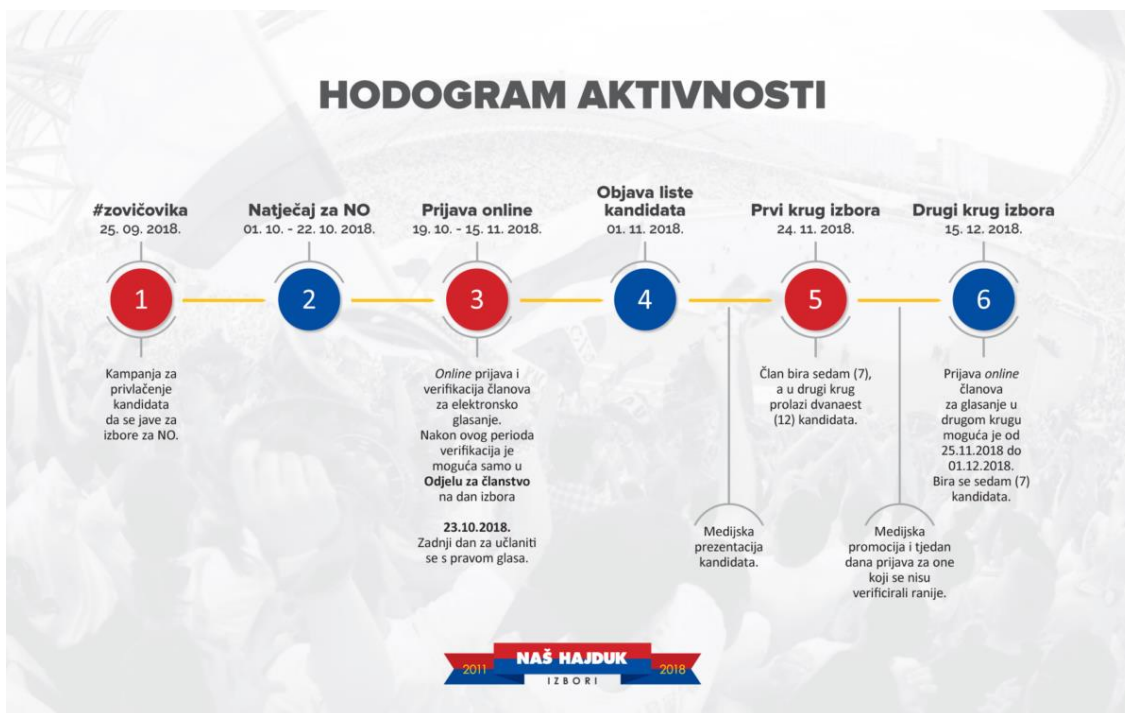 HODOGRAM AKTIVNOSTI
#zovičovika
25. 09. 2018.
1
Kampanja za
privlačenje
kandidata
da se jave za
izbore za NO.
Natječaj za NO
01. 10. - 22. 10. 2018.
2
Prijava online
19. 10. - 15. 11. 2018.
3
Online prijava i
verifikacija članova
za elektronsko
glasanje.
Nakon ovog perioda
verifikacija je
moguća samo u
Odjelu za članstvo
na dan izbora
23.10.2018.
Zadnji dan za učlaniti
se s pravom glasa.
Objava liste
kandidata
01. 11. 2018.
4
Medijska
prezentacija
kandidata.
Prvi krug izbora
24. 11. 2018.
5
Član bira sedam (7),
a u drugi krug
prolazi dvanaest
(12) kandidata.
Medijska
promocija i tjedan
dana prijava za one
koji se nisu
verificirali ranije.
Drugi krug izbora
15. 12. 2018.
6
Prijava online
članova
za glasanje u
drugom krugu
moguća je od
25.11.2018 do
01.12.2018.
Bira se sedam (7)
kandidata.
2011 NAŠ HAJDUK 2018
IZBORI